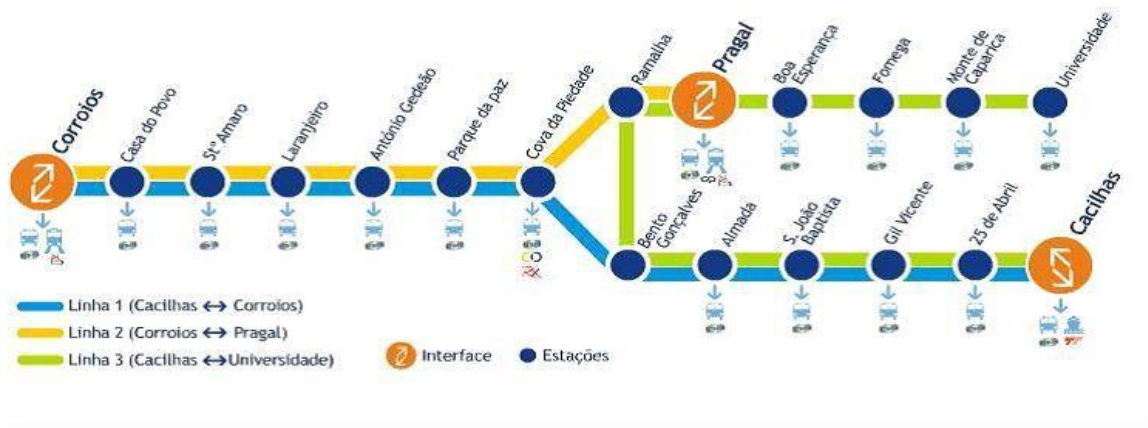 Corroios
Casa do Povo
Stº Amaro
Laranjeiro
António Gedeão
Parque da paz
Cova da Piedade
Ramalha
Pragal
Boa
Esperança
Fomega
Monte de
Caparica
Universidade
Bento
Gonçalves
Almada
S. João
Baptista
Gil Vicente
25 de Abril
Cacilhas
Linha 1 (Cacilhas ↔ Corroios)
Linha 2 (Corroios ↔ Pragal)
Linha 3 (Cacilhas ↔Universidade)
Interface
Estações